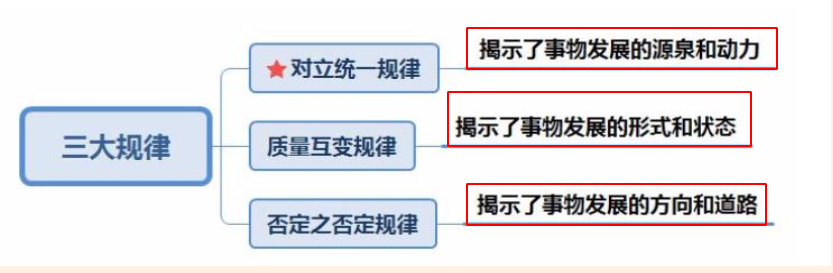 三大规律
对立统一规律
揭示了事物发展的源泉和动力
质量互变规律
揭示了事物发展的形式和状态
否定之否定规律
揭示了事物发展的方向和道路